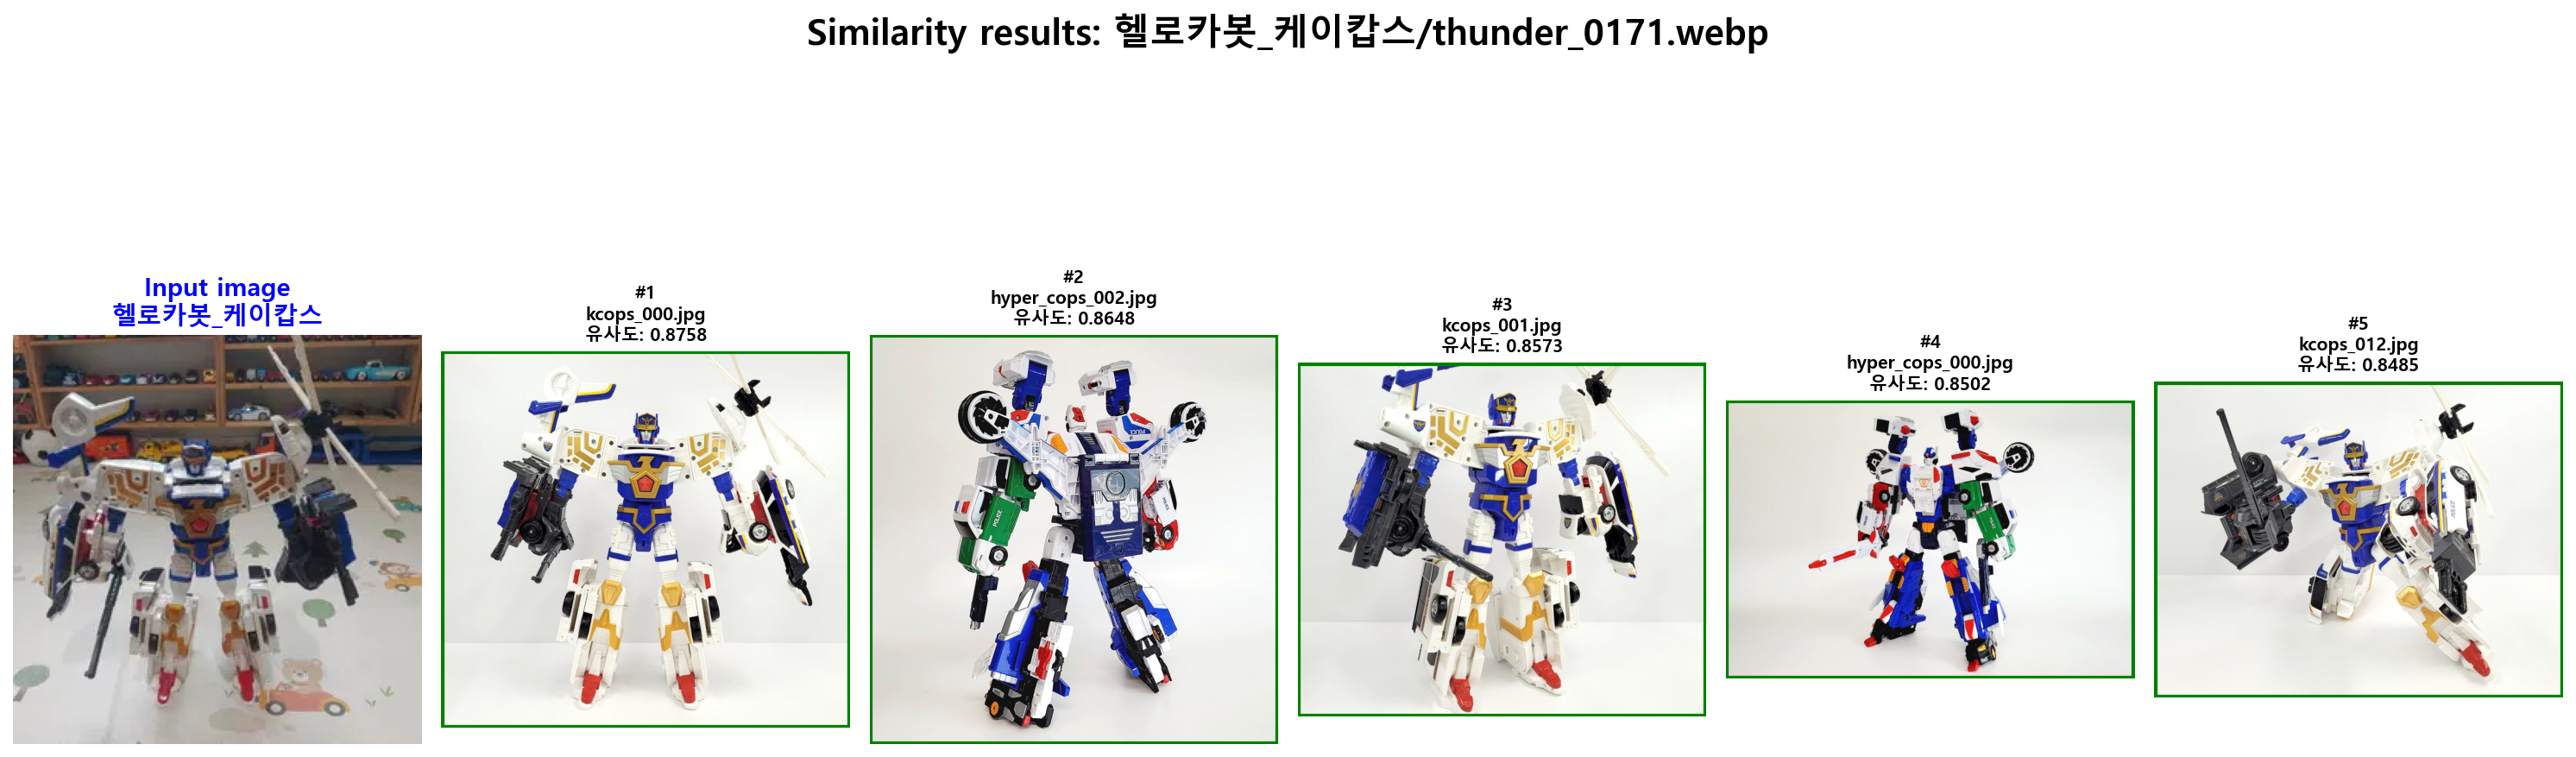 Similarity results: 헬로카봇_케이캅스/thunder_0171.webp
Input image
헬로카봇_케이캅스
#1
kcops_000.jpg
유사도: 0.8758
#2
hyper_cops_002.jpg
유사도: 0.8648
#3
kcops_001.jpg
유사도: 0.8573
#4
hyper_cops_000.jpg
유사도: 0.8502
#5
kcops_012.jpg
유사도: 0.8485
POLICE
POLICE